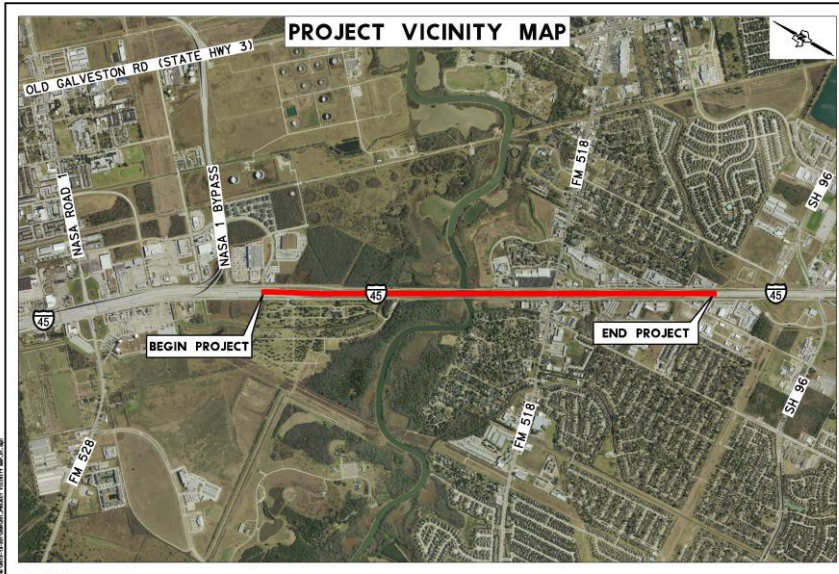 PROJECT VICINITY MAP
OLD GALVESTON RD (STATE HWY 3)
NASA ROAD 1
NASA 1 BYPASS
FM 518
SH 96
45
45
45
BEGIN PROJECT
END PROJECT
FM 528
FM 518
SH 96